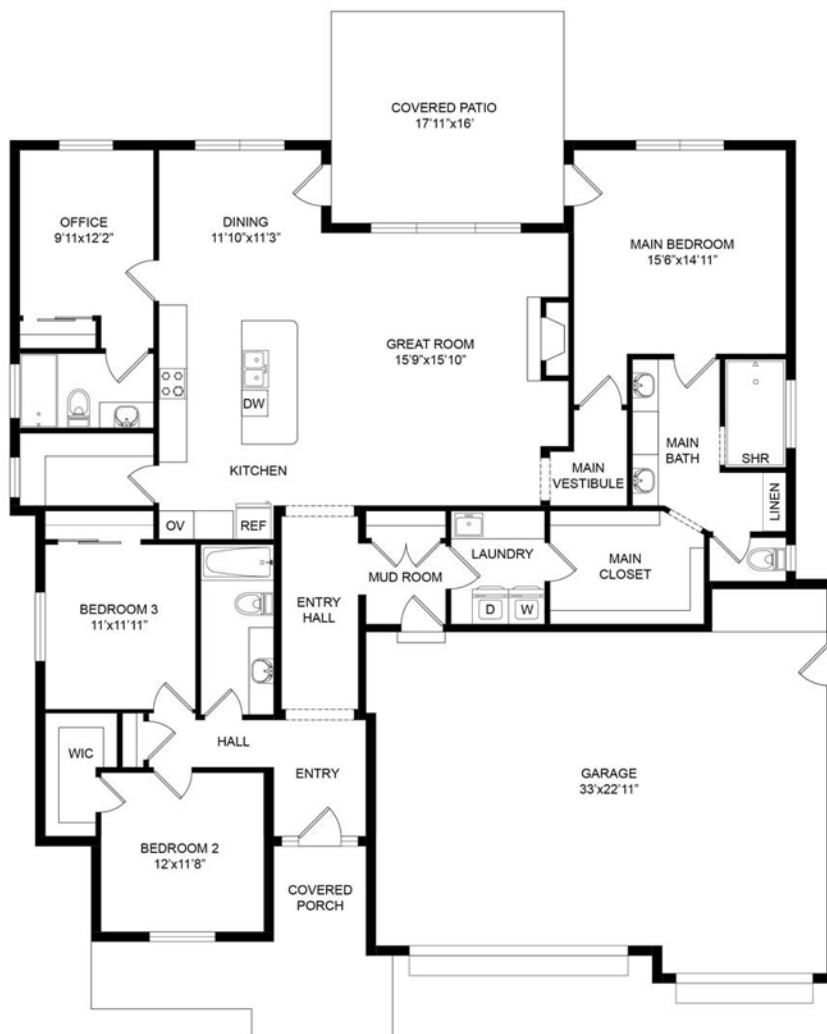 COVERED PATIO
17'11"x16'
OFFICE
9'11x12'2"
DINING
11'10"x11'3"
MAIN BEDROOM
15'6"x14'11"
GREAT ROOM
15'9"x15'10"
DW
KITCHEN
MAIN
BATH
SHR
MAIN
VESTIBULE
LINEN
OV
REF
MUD ROOM
LAUNDRY
MAIN
CLOSET
D
W
BEDROOM 3
11'x11'11"
ENTRY
HALL
HALL
WIC
ENTRY
GARAGE
33'x22'11"
BEDROOM 2
12'x11'8"
COVERED
PORCH